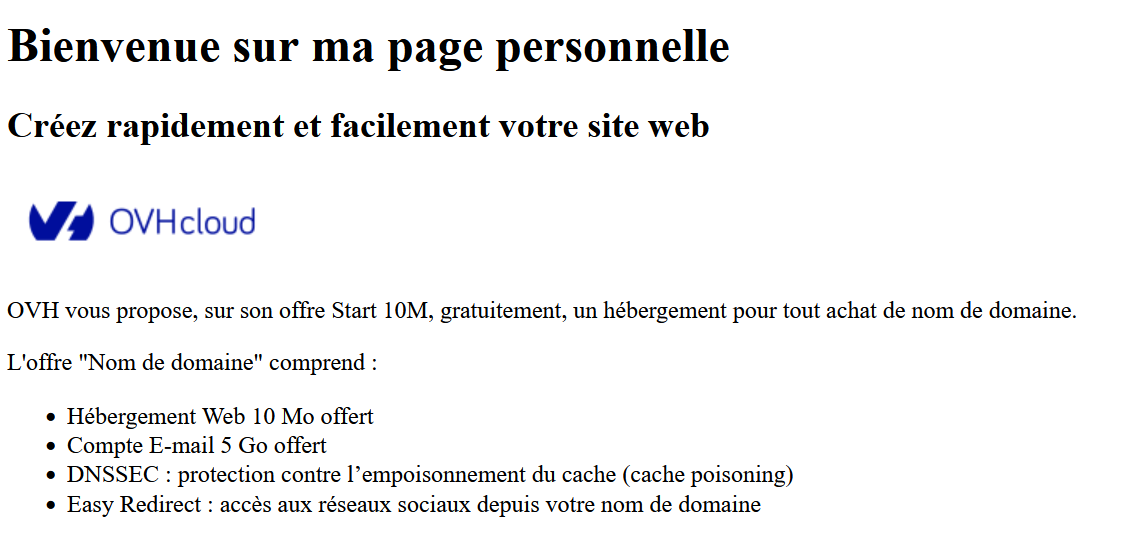 Bienvenue sur ma page personnelle
Créez rapidement et facilement votre site web
OVHcloud
OVH vous propose, sur son offre Start 10M, gratuitement, un hébergement pour tout achat de nom de domaine.
L'offre "Nom de domaine" comprend :
• Hébergement Web 10 Mo offert
• Compte E-mail 5 Go offert
• DNSSEC : protection contre l’empoisonnement du cache (cache poisoning)
• Easy Redirect : accès aux réseaux sociaux depuis votre nom de domaine